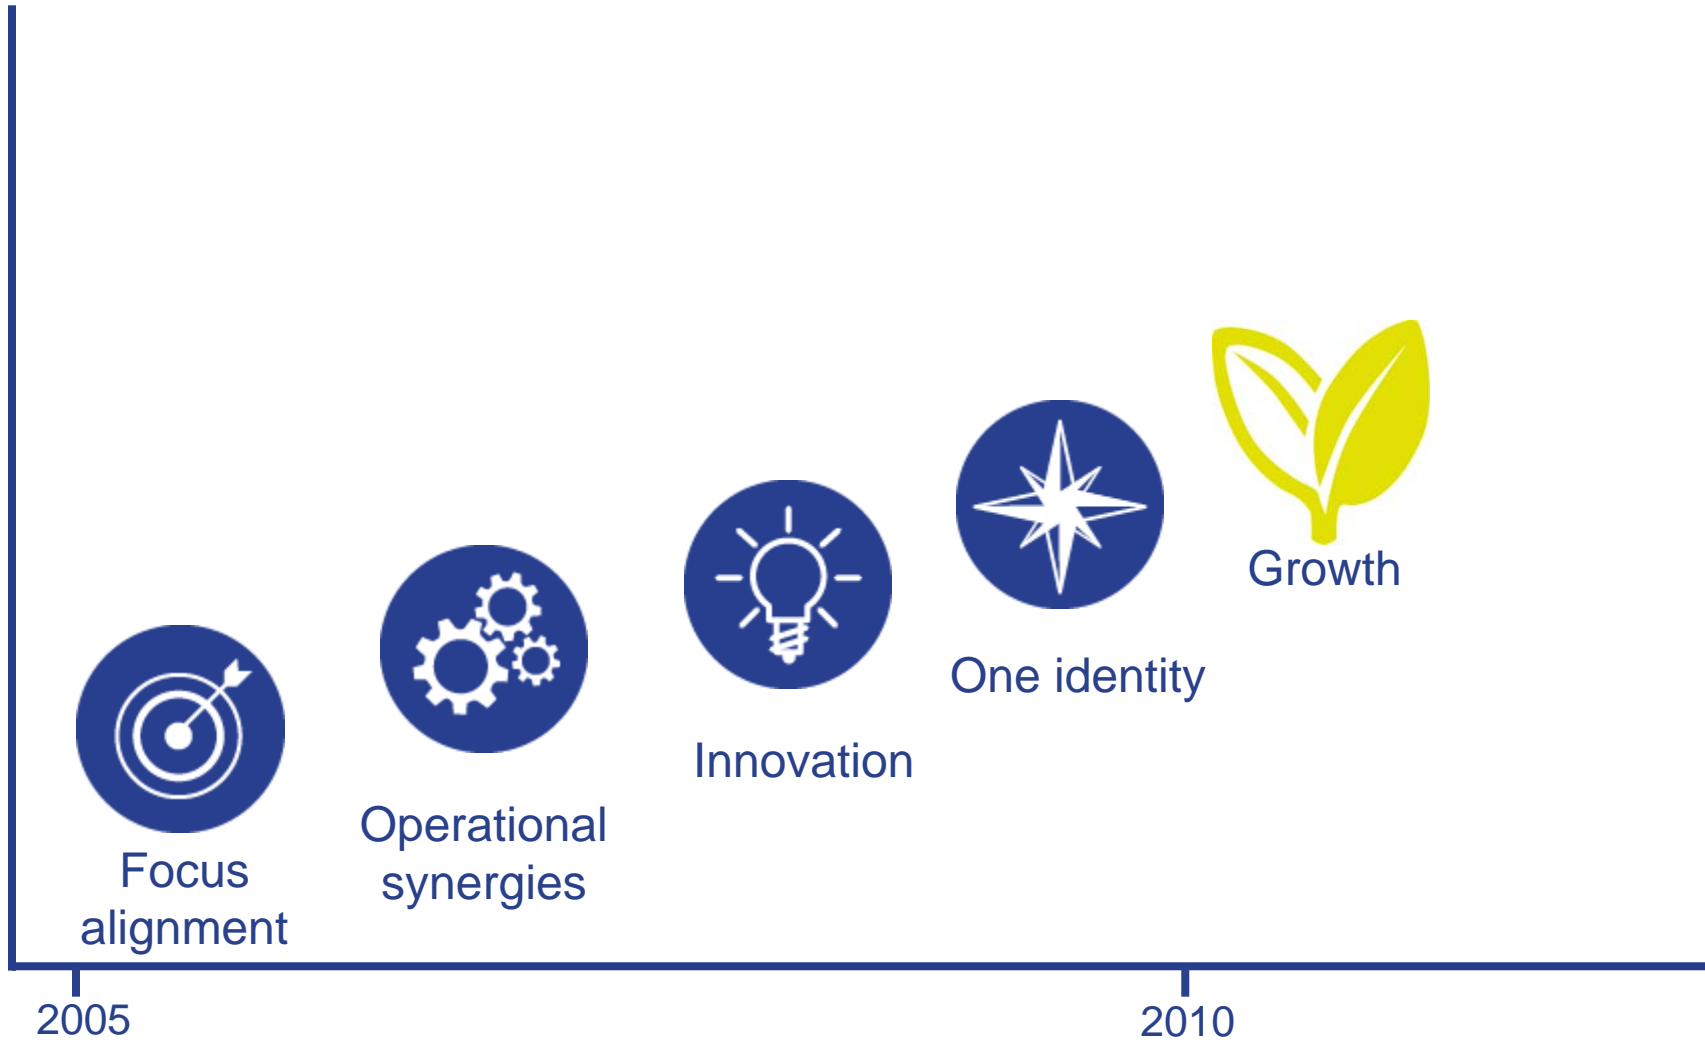 Focus
alignment
Operational
synergies
Innovation
One identity
Growth
2005
2010